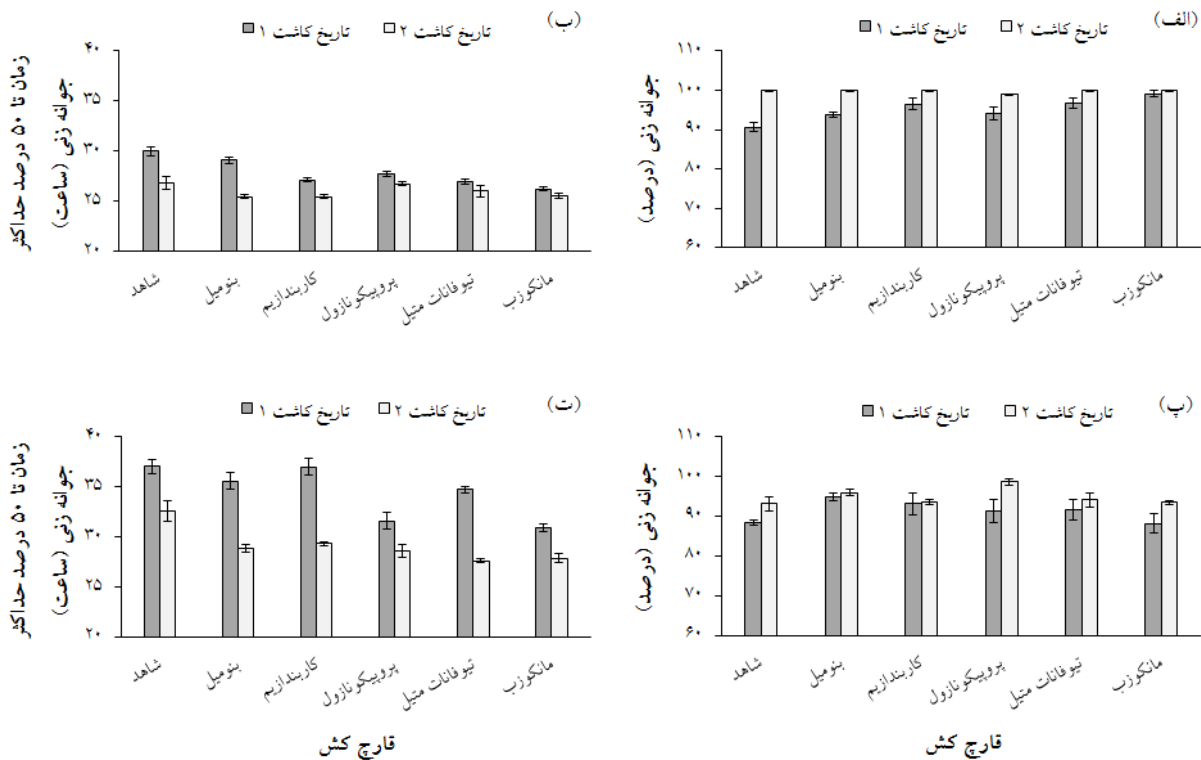 (الف)
تاریخ کاشت ۱ تاریخ کاشت ۲
جوانه زنی (درصد)
۱۱۰
۱۰۰
۹۰
۸۰
۷۰
۶۰
شاهد
بنومیل
کاربندازیم
پروپیکونازول
تیوفانات متیل
مانکوزب
(ب)
تاریخ کاشت ۱ تاریخ کاشت ۲
زمان تا ۵۰ درصد حداکثر
جوانه زنی (ساعت)
۴۰
۳۵
۳۰
۲۵
۲۰
شاهد
بنومیل
کاربندازیم
پروپیکونازول
تیوفانات متیل
مانکوزب
(پ)
تاریخ کاشت ۱ تاریخ کاشت ۲
جوانه زنی (درصد)
۱۱۰
۱۰۰
۹۰
۸۰
۷۰
۶۰
شاهد
بنومیل
کاربندازیم
پروپیکونازول
تیوفانات متیل
مانکوزب
قارچ کش
(ت)
تاریخ کاشت ۱ تاریخ کاشت ۲
زمان تا ۵۰ درصد حداکثر
جوانه زنی (ساعت)
۴۰
۳۵
۳۰
۲۵
۲۰
شاهد
بنومیل
کاربندازیم
پروپیکونازول
تیوفانات متیل
مانکوزب
قارچ کش